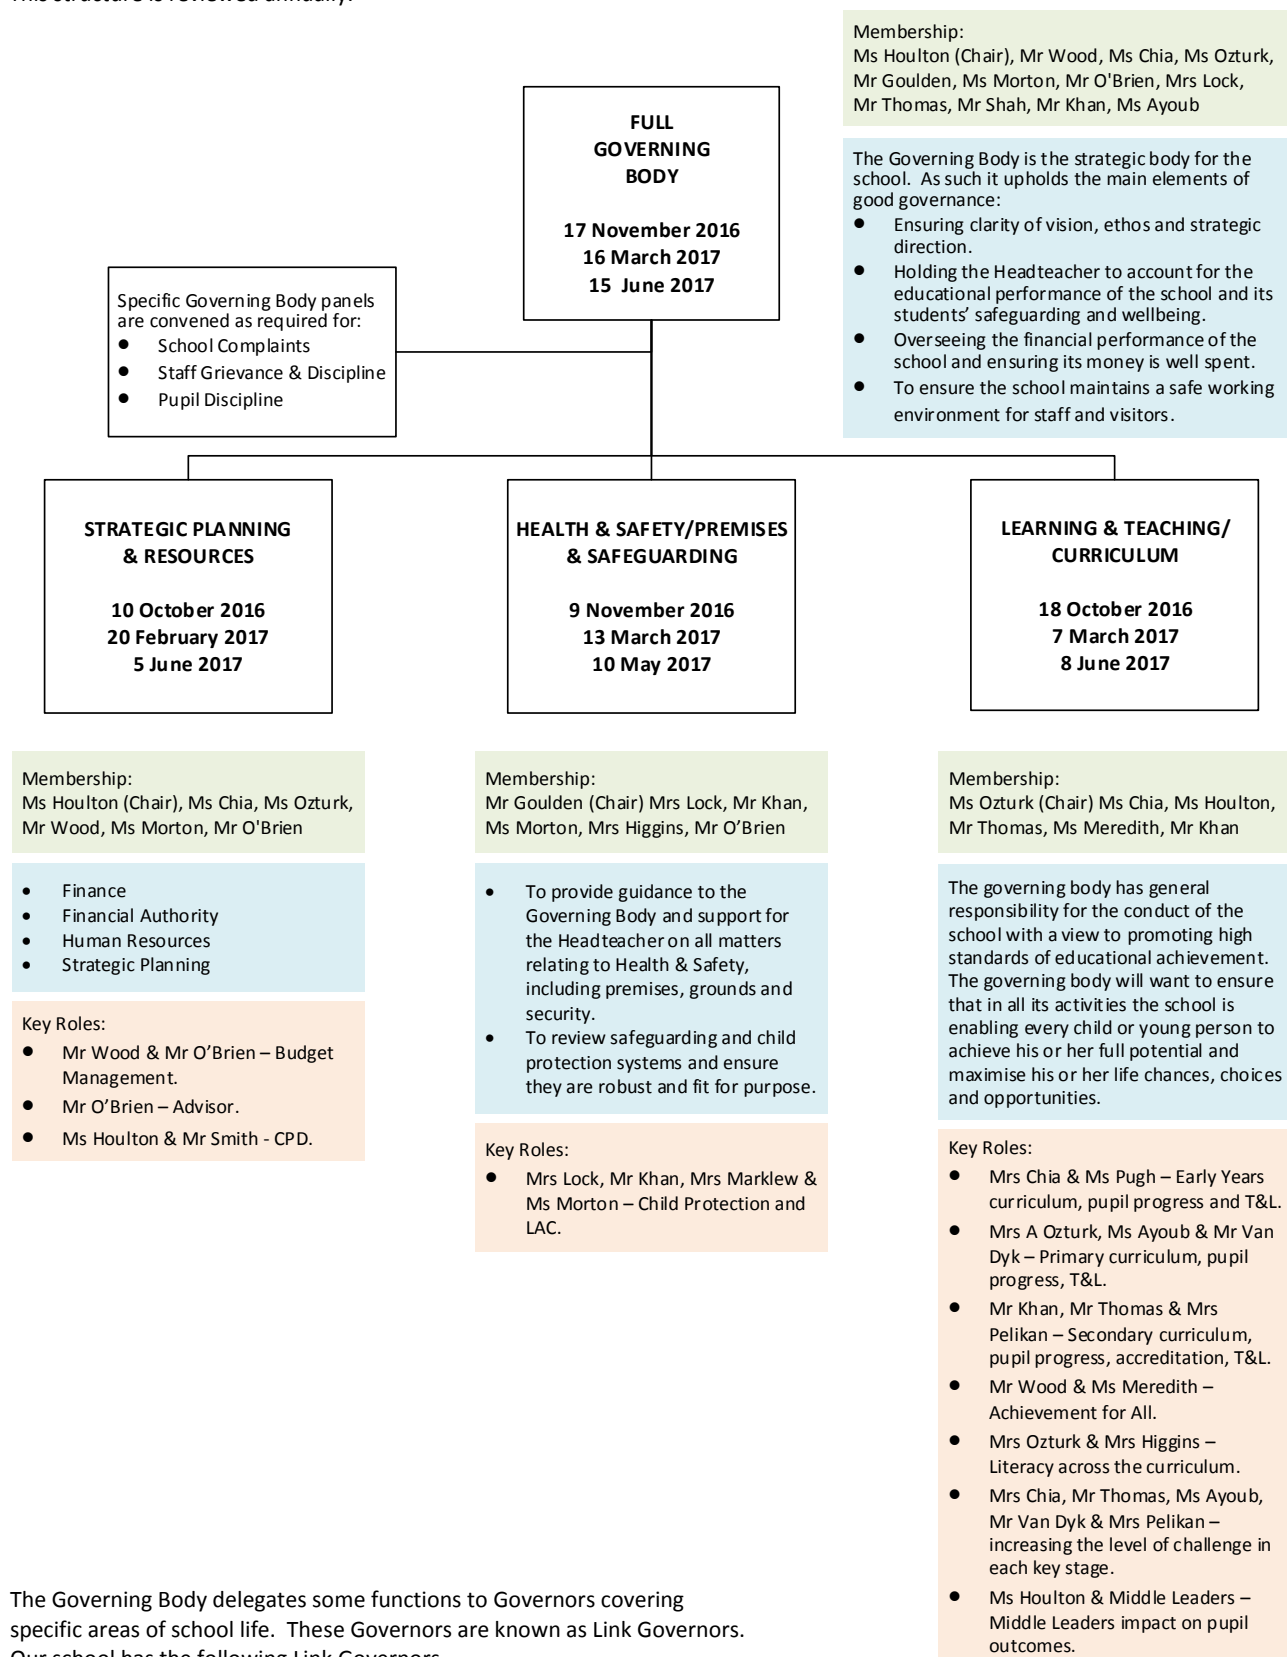 This structure is reviewed annually.
Membership:
Ms Houlton (Chair), Mr Wood, Ms Chia, Ms Ozturk,
Mr Goulden, Ms Morton, Mr O'Brien, Mrs Lock,
Mr Thomas, Mr Shah, Mr Khan, Ms Ayoub
FULL
GOVERNING
BODY
17 November 2016
16 March 2017
15 June 2017
The Governing Body is the strategic body for the
school. As such it upholds the main elements of
good governance:
● Ensuring clarity of vision, ethos and strategic
direction.
● Holding the Headteacher to account for the
educational performance of the school and its
students’ safeguarding and wellbeing.
● Overseeing the financial performance of the
school and ensuring its money is well spent.
● To ensure the school maintains a safe working
environment for staff and visitors.
Specific Governing Body panels
are convened as required for:
● School Complaints
● Staff Grievance & Discipline
● Pupil Discipline
STRATEGIC PLANNING
& RESOURCES
10 October 2016
20 February 2017
5 June 2017
HEALTH & SAFETY/PREMISES
& SAFEGUARDING
9 November 2016
13 March 2017
10 May 2017
LEARNING & TEACHING/
CURRICULUM
18 October 2016
7 March 2017
8 June 2017
Membership:
Ms Houlton (Chair), Ms Chia, Ms Ozturk,
Mr Wood, Ms Morton, Mr O'Brien
• Finance
• Financial Authority
• Human Resources
• Strategic Planning
Key Roles:
● Mr Wood & Mr O’Brien – Budget
Management.
● Mr O’Brien – Advisor.
● Ms Houlton & Mr Smith - CPD.
Membership:
Mr Goulden (Chair) Mrs Lock, Mr Khan,
Ms Morton, Mrs Higgins, Mr O’Brien
• To provide guidance to the
Governing Body and support for
the Headteacher on all matters
relating to Health & Safety,
including premises, grounds and
security.
• To review safeguarding and child
protection systems and ensure
they are robust and fit for purpose.
Key Roles:
● Mrs Lock, Mr Khan, Mrs Marklew &
Ms Morton – Child Protection and
LAC.
Membership:
Ms Ozturk (Chair) Ms Chia, Ms Houlton,
Mr Thomas, Ms Meredith, Mr Khan
The governing body has general
responsibility for the conduct of the
school with a view to promoting high
standards of educational achievement.
The governing body will want to ensure
that in all its activities the school is
enabling every child or young person to
achieve his or her full potential and
maximise his or her life chances, choices
and opportunities.
Key Roles:
● Mrs Chia & Ms Pugh – Early Years
curriculum, pupil progress and T&L.
● Mrs A Ozturk, Ms Ayoub & Mr Van
Dyk – Primary curriculum, pupil
progress, T&L.
● Mr Khan, Mr Thomas & Mrs
Pelikan – Secondary curriculum,
pupil progress, accreditation, T&L.
● Mr Wood & Ms Meredith –
Achievement for All.
● Mrs Ozturk & Mrs Higgins –
Literacy across the curriculum.
● Mrs Chia, Mr Thomas, Ms Ayoub,
Mr Van Dyk & Mrs Pelikan –
increasing the level of challenge in
each key stage.
● Ms Houlton & Middle Leaders –
Middle Leaders impact on pupil
outcomes.
The Governing Body delegates some functions to Governors covering
specific areas of school life. These Governors are known as Link Governors.
Our school has the following Link Governors